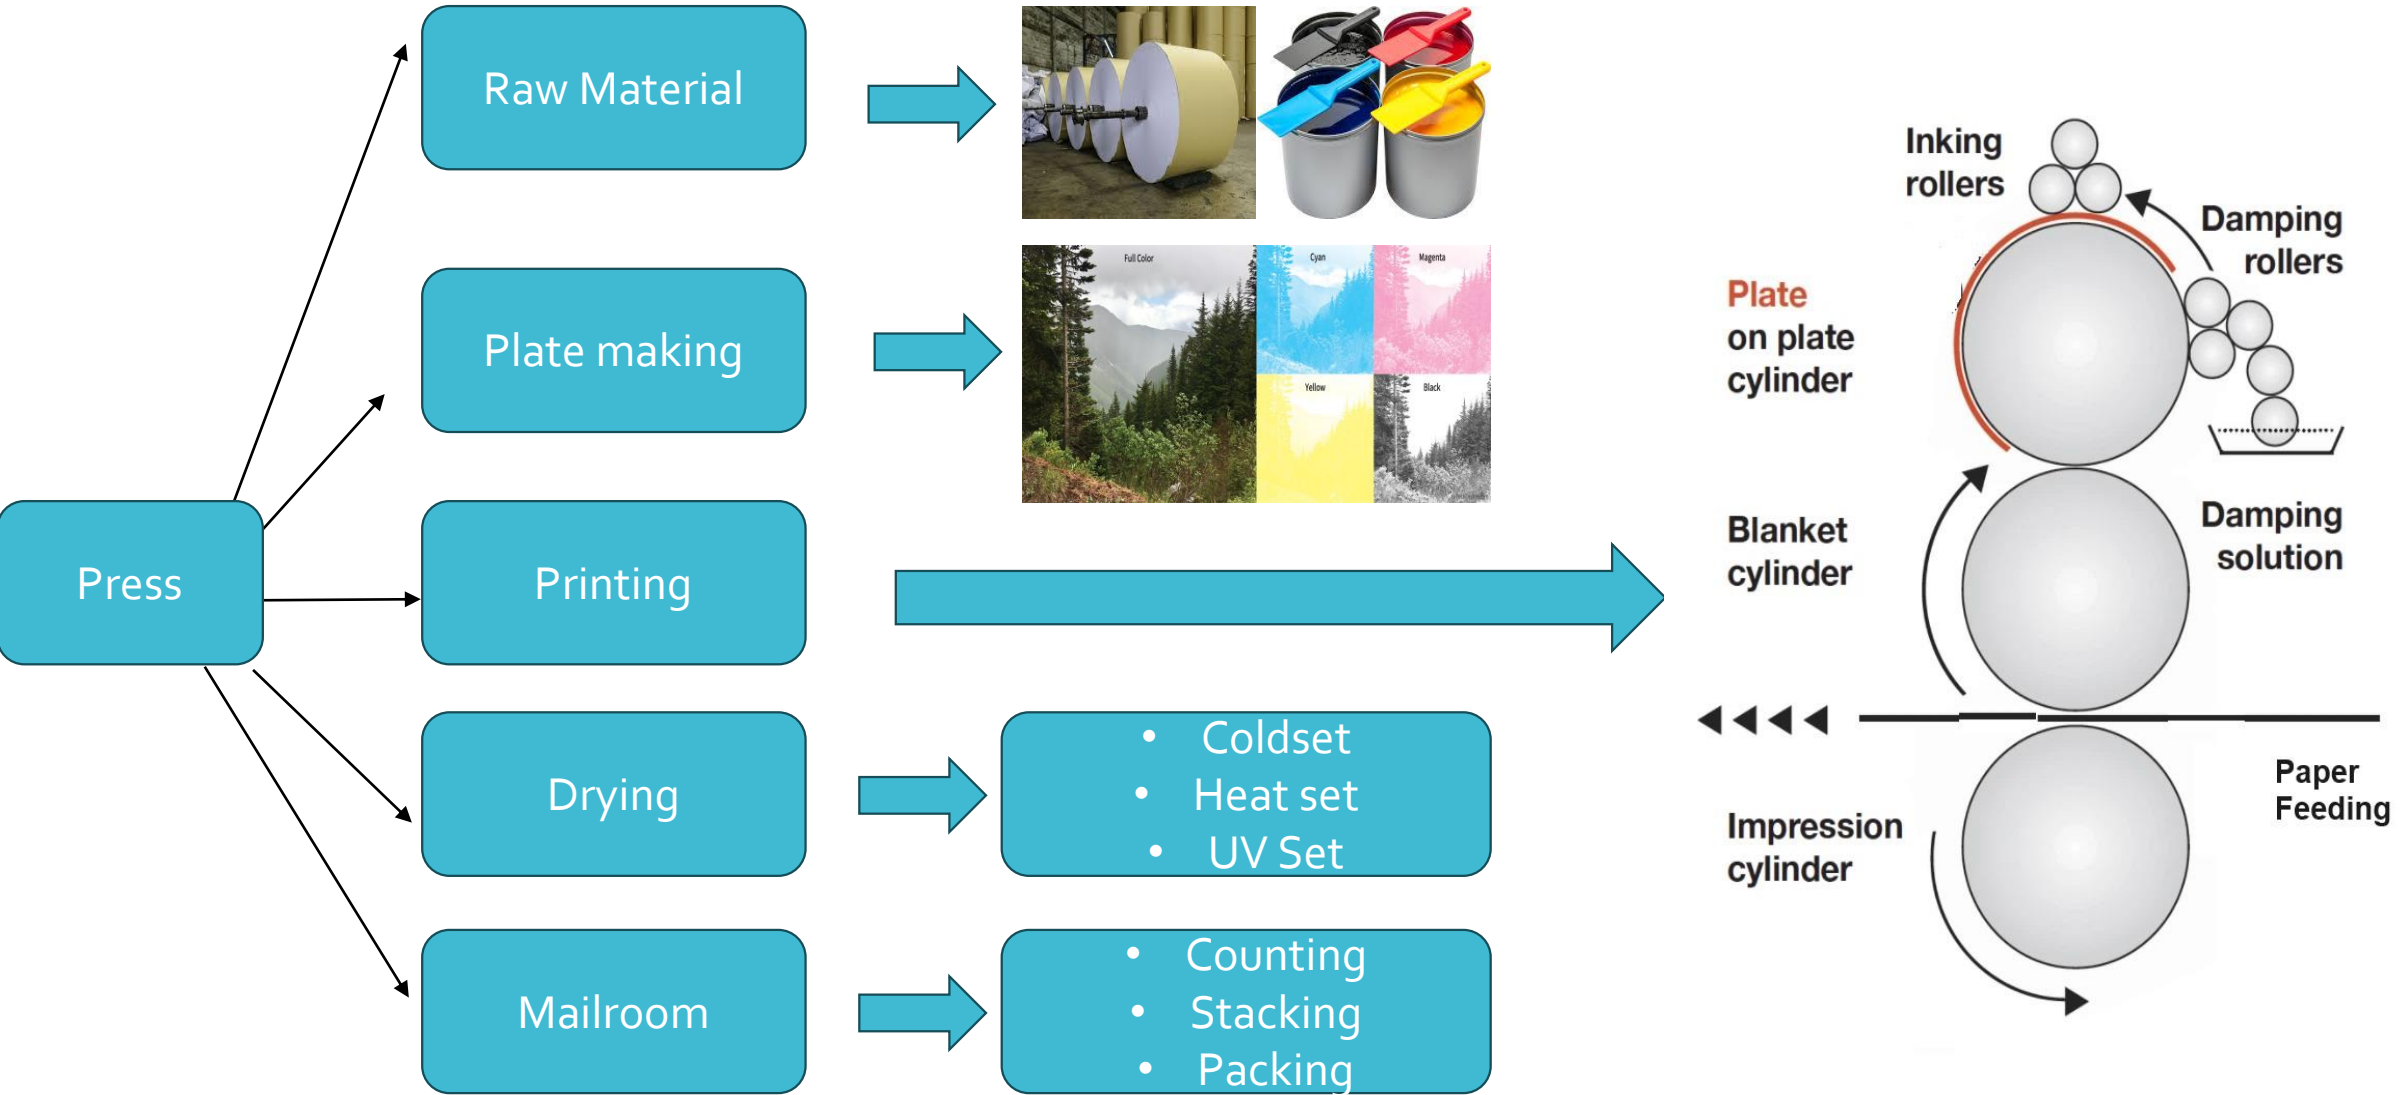 Press
Raw Material
Plate making
Printing
Drying
Mailroom
Full Color
Cyan
Magenta
Yellow
Black
• Coldset
• Heat set
• UV Set
• Counting
• Stacking
• Packing
Inking
rollers
Damping
rollers
Plate
on plate
cylinder
Blanket
cylinder
Damping
solution
Paper
Feeding
Impression
cylinder